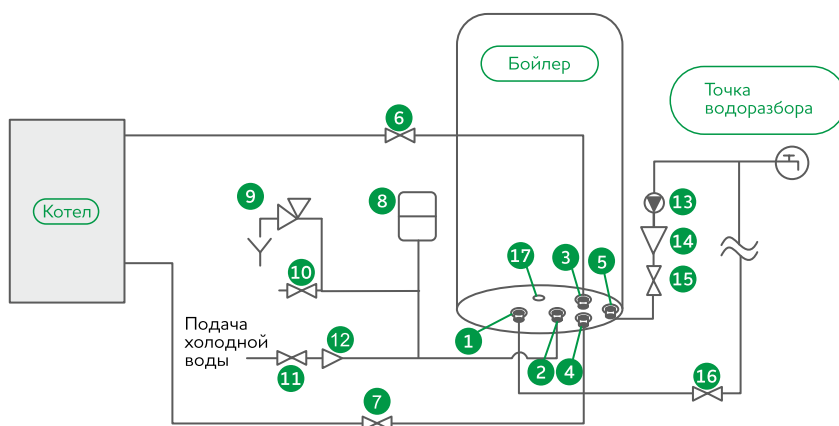 Бойлер
Точка
водоразбора
6
Котел
9
8
13
14
3
5
17
10
15
Подача
холодной
воды
12
1
2
4
11
16
7